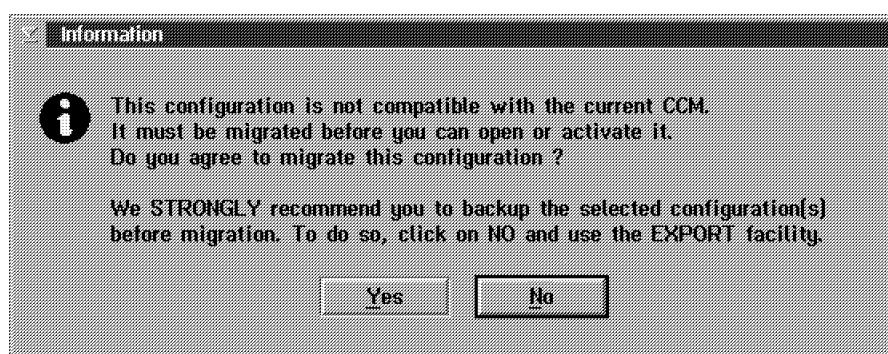 Information
This configuration is not compatible with the current CCM.
It must be migrated before you can open or activate it.
Do you agree to migrate this configuration ?
We STRONGLY recommend you to backup the selected configuration(s)
before migration. To do so, click on NO and use the EXPORT facility.
Yes No